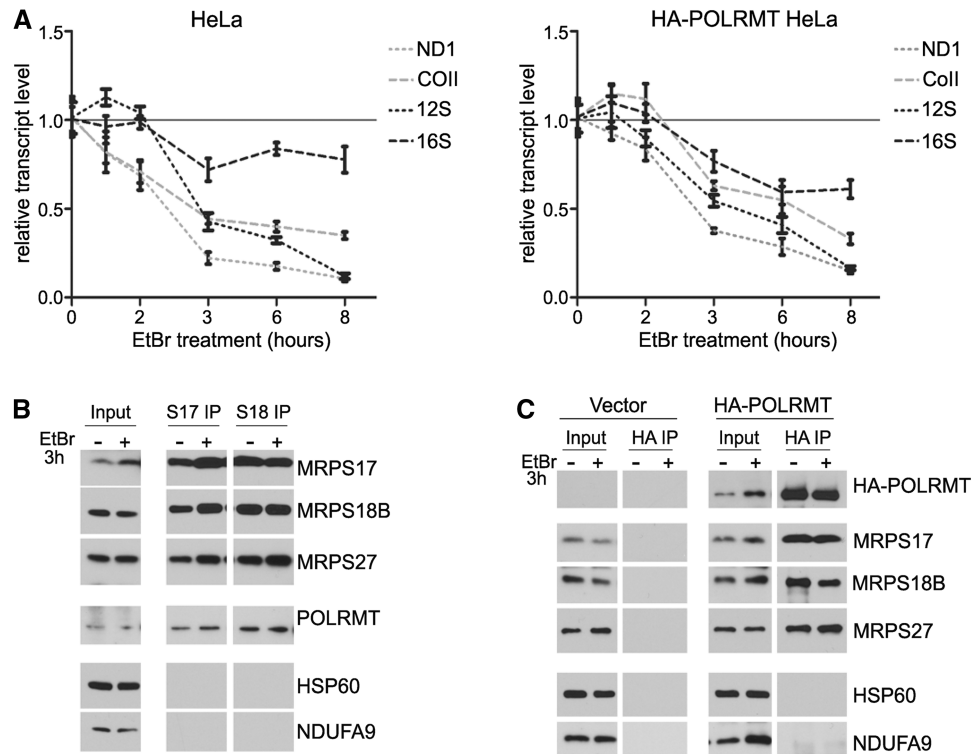 A
HeLa
relative transcript level
1.5
1.0
0.5
0.0
0 2 3 6 8
EtBr treatment (hours)
ND1
COII
12S
16S
HA-POLRMT HeLa
relative transcript level
1.5
1.0
0.5
0.0
0 2 3 6 8
EtBr treatment (hours)
ND1
CoII
12S
16S
B
Input S17 IP S18 IP
EtBr - + - + - +
3h
MRPS17
MRPS18B
MRPS27
POLRMT
HSP60
NDUFA9
C
Vector HA-POLRMT
Input HA IP Input HA IP
EtBr - + - + - + - +
3h
HA-POLRMT
MRPS17
MRPS18B
MRPS27
HSP60
NDUFA9